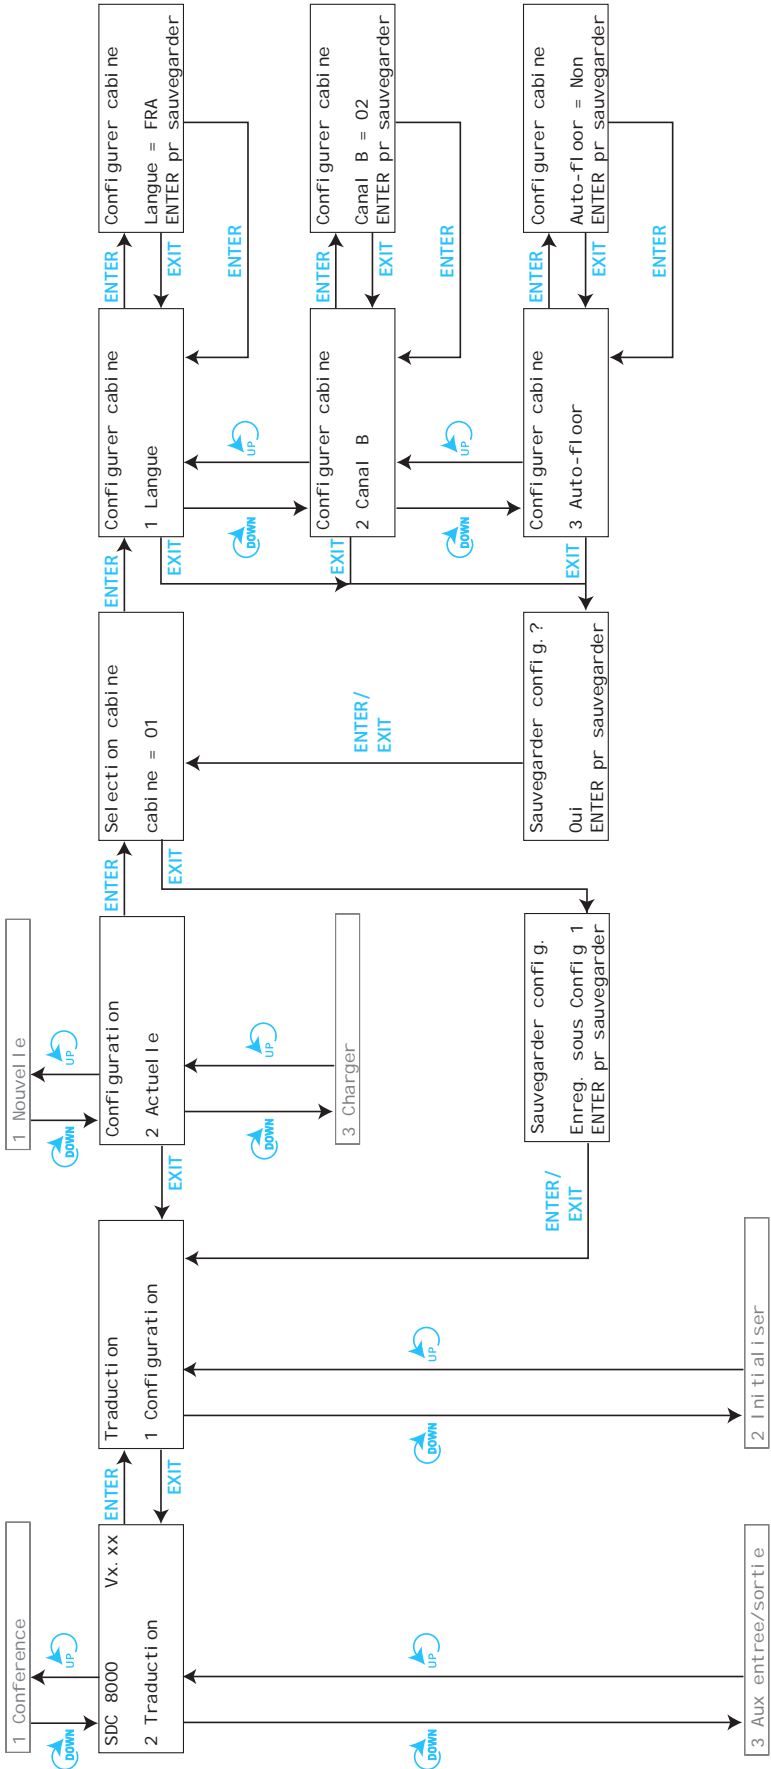 1 Conference
DOWN
UP
SDC 8000 Vx.xx
2 Traduction
DOWN
UP
3 Aux entree/sortie
ENTER
EXIT
Traduction
1 Configuration
DOWN
UP
2 Initialiser
EXIT
1 Nouvelle
DOWN
UP
Configuration
2 Actuelle
DOWN
UP
3 Charger
ENTER/
EXIT
Sauvegarder config.
Enreg. sous Config 1
ENTER pr sauvegarder
ENTER
EXIT
Selection cabine
cabine = 01
ENTER/
EXIT
Sauvegarder config.?
Oui
ENTER pr sauvegarder
ENTER
EXIT
EXIT
EXIT
Configurer cabine
1 Langue
DOWN
UP
Configurer cabine
2 Canal B
DOWN
UP
Configurer cabine
3 Auto-floor
ENTER
EXIT
ENTER
ENTER
EXIT
ENTER
ENTER
EXIT
ENTER
Configurer cabine
Langue = FRA
ENTER pr sauvegarder
Configurer cabine
Canal B = 02
ENTER pr sauvegarder
Configurer cabine
Auto-floor = Non
ENTER pr sauvegarder